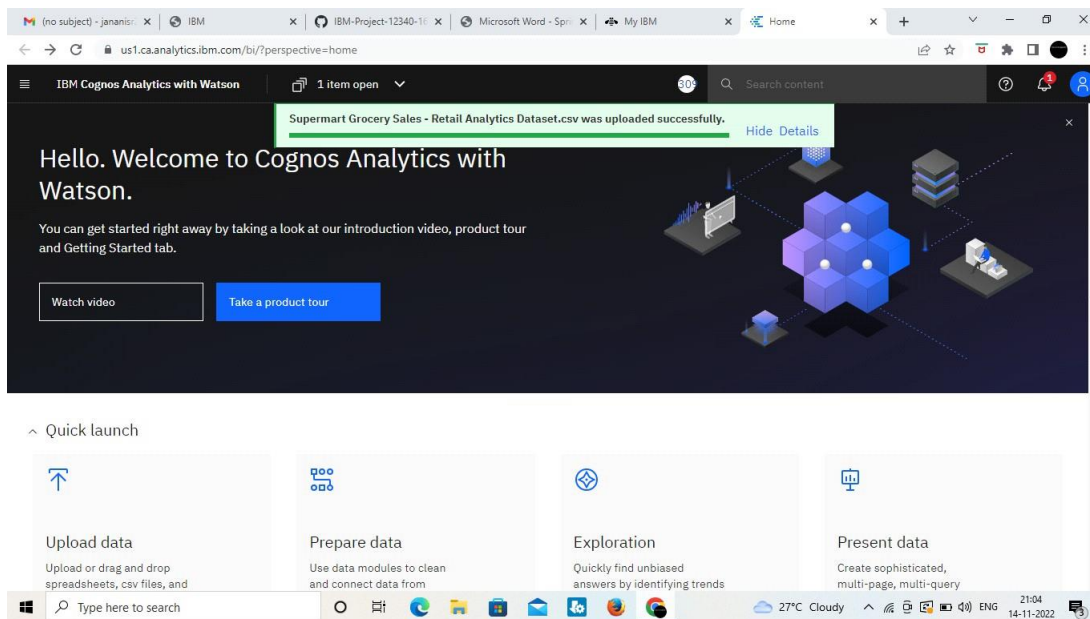 (no subject) - jananisr
IBM
IBM-Project-12340-16
Microsoft Word - Spri
My IBM
Home
us1.ca.analytics.ibm.com/bi/?perspective=home
IBM Cognos Analytics with Watson
1 item open
309
Search content
1
Supermart Grocery Sales - Retail Analytics Dataset.csv was uploaded successfully.
Hide Details
Hello. Welcome to Cognos Analytics with
Watson.
You can get started right away by taking a look at our introduction video, product tour
and Getting Started tab.
Watch video
Take a product tour
Quick launch
Upload data
Upload or drag and drop
spreadsheets, csv files, and
Prepare data
Use data modules to clean
and connect data from
Exploration
Quickly find unbiased
answers by identifying trends
Present data
Create sophisticated,
multi-page, multi-query
Type here to search
27°C Cloudy
ENG
21:04
14-11-2022
3